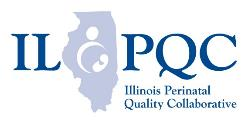 IL PQC
Illinois Perinatal
Quality Collaborative